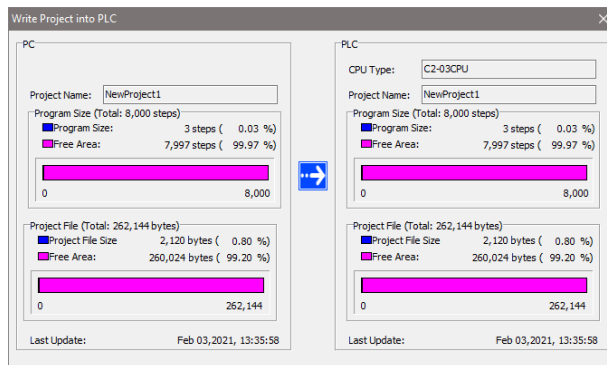 Write Project into PLC
PC
Project Name: NewProject1
Program Size (Total: 8,000 steps)
Program Size: 3 steps ( 0.03 %)
Free Area: 7,997 steps ( 99.97 %)
0 8,000
Project File (Total: 262,144 bytes)
Project File Size 2,120 bytes ( 0.80 %)
Free Area: 260,024 bytes ( 99.20 %)
0 262,144
Last Update: Feb 03,2021, 13:35:58
PLC
CPU Type: C2-03CPU
Project Name: NewProject1
Program Size (Total: 8,000 steps)
Program Size: 3 steps ( 0.03 %)
Free Area: 7,997 steps ( 99.97 %)
0 8,000
Project File (Total: 262,144 bytes)
Project File Size 2,120 bytes ( 0.80 %)
Free Area: 260,024 bytes ( 99.20 %)
0 262,144
Last Update: Feb 03,2021, 13:35:58